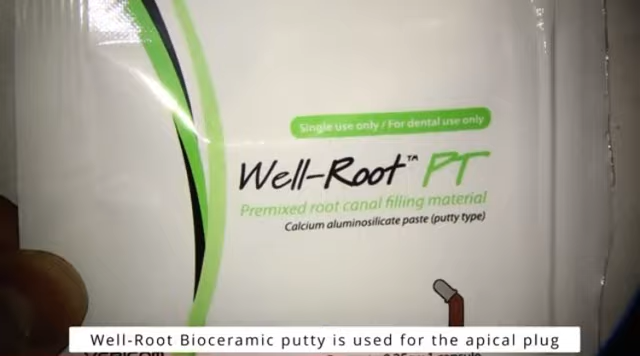 Single use only / For dental use only
Well-Root™ PT
Premixed root canal filling material
Calcium aluminosilicate paste (putty type)
Well-Root Bioceramic putty is used for the apical plug